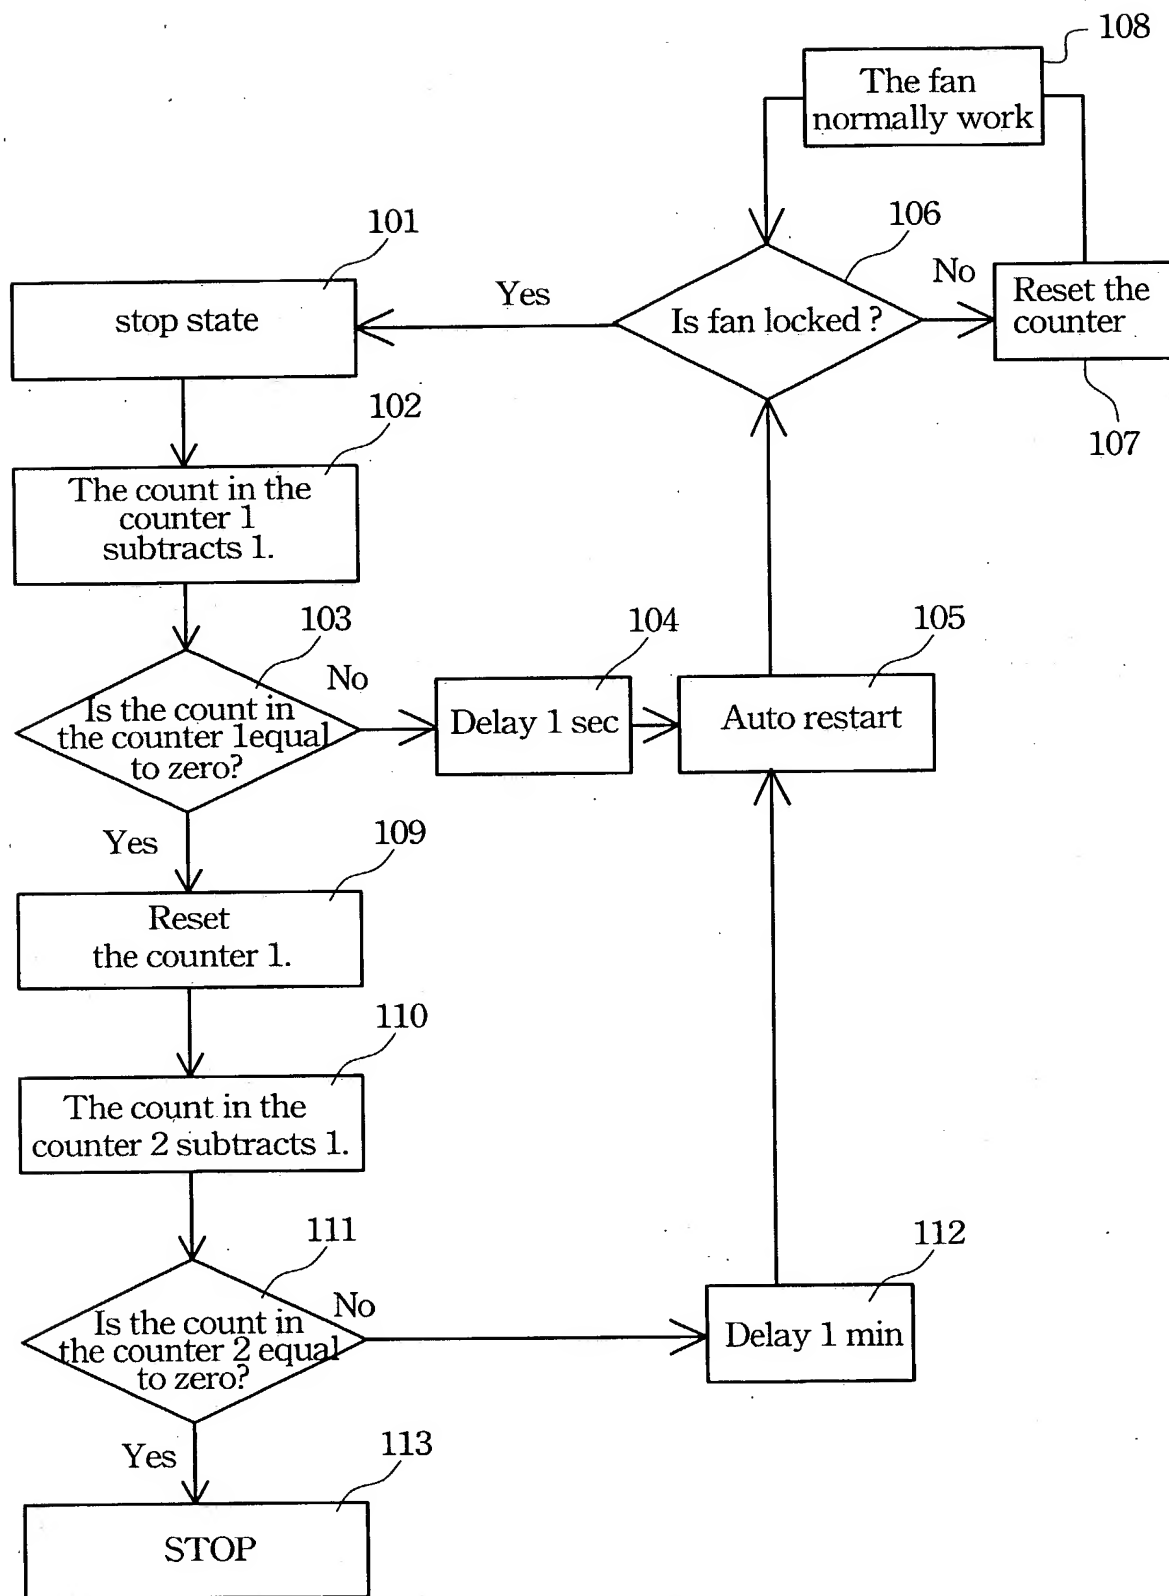 108
The fan
normally work
101
106
stop state
Yes
Is fan locked ?
No
Reset the
counter
107
102
The count in the
counter 1
subtracts 1.
103
Is the count in
the counter 1equal
to zero?
No
104
Delay 1 sec
105
Auto restart
Yes
109
Reset
the counter 1.
110
The count in the
counter 2 subtracts 1.
111
Is the count in
the counter 2 equal
to zero?
No
112
Delay 1 min
Yes
113
STOP